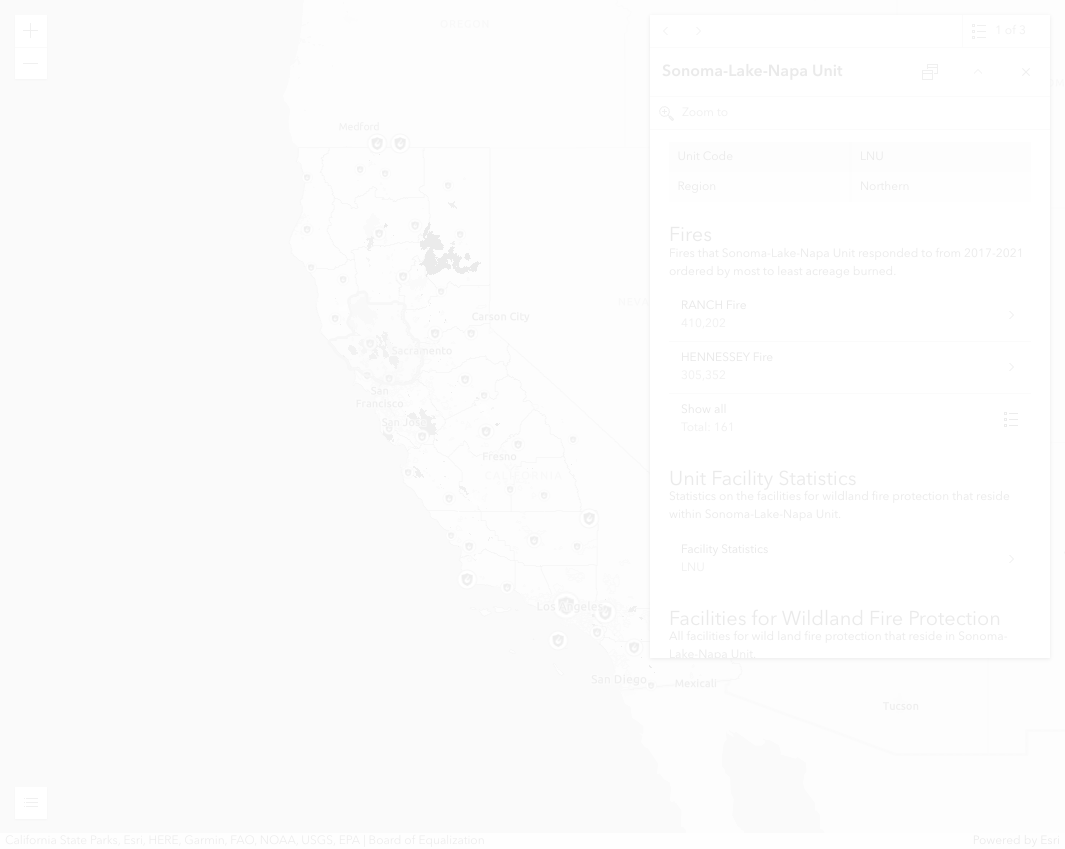 OREGON
1 of 3
Sonoma-Lake-Napa Unit
Zoom to
Medford
Unit Code LNU
Region Northern
Fires
Fires that Sonoma-Lake-Napa Unit responded to from 2017-2021
ordered by most to least acreage burned.
RANCH Fire
410,202
HENNESSEY Fire
305,352
Show all
Total: 161
Carson City
Sacramento
San
Francisco
San José
Fresno
CALIFORNIA
Unit Facility Statistics
Statistics on the facilities for wildland fire protection that reside
within Sonoma-Lake-Napa Unit.
Facility Statistics
LNU
Los Angeles
Facilities for Wildland Fire Protection
All facilities for wild land fire protection that reside in Sonoma-
Lake-Napa Unit.
San Diego
Mexicali
Tucson
California State Parks, Esri, HERE, Garmin, FAO, NOAA, USGS, EPA | Board of Equalization
Powered by Esri